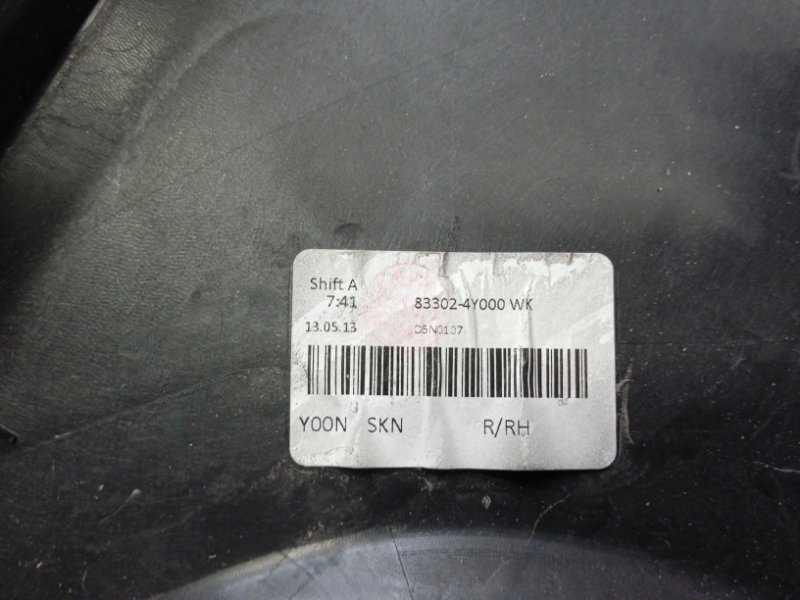 Shift A
7:41 83302-4Y000 WK
13.05.13 D5N0107
YOON SKN R/RH